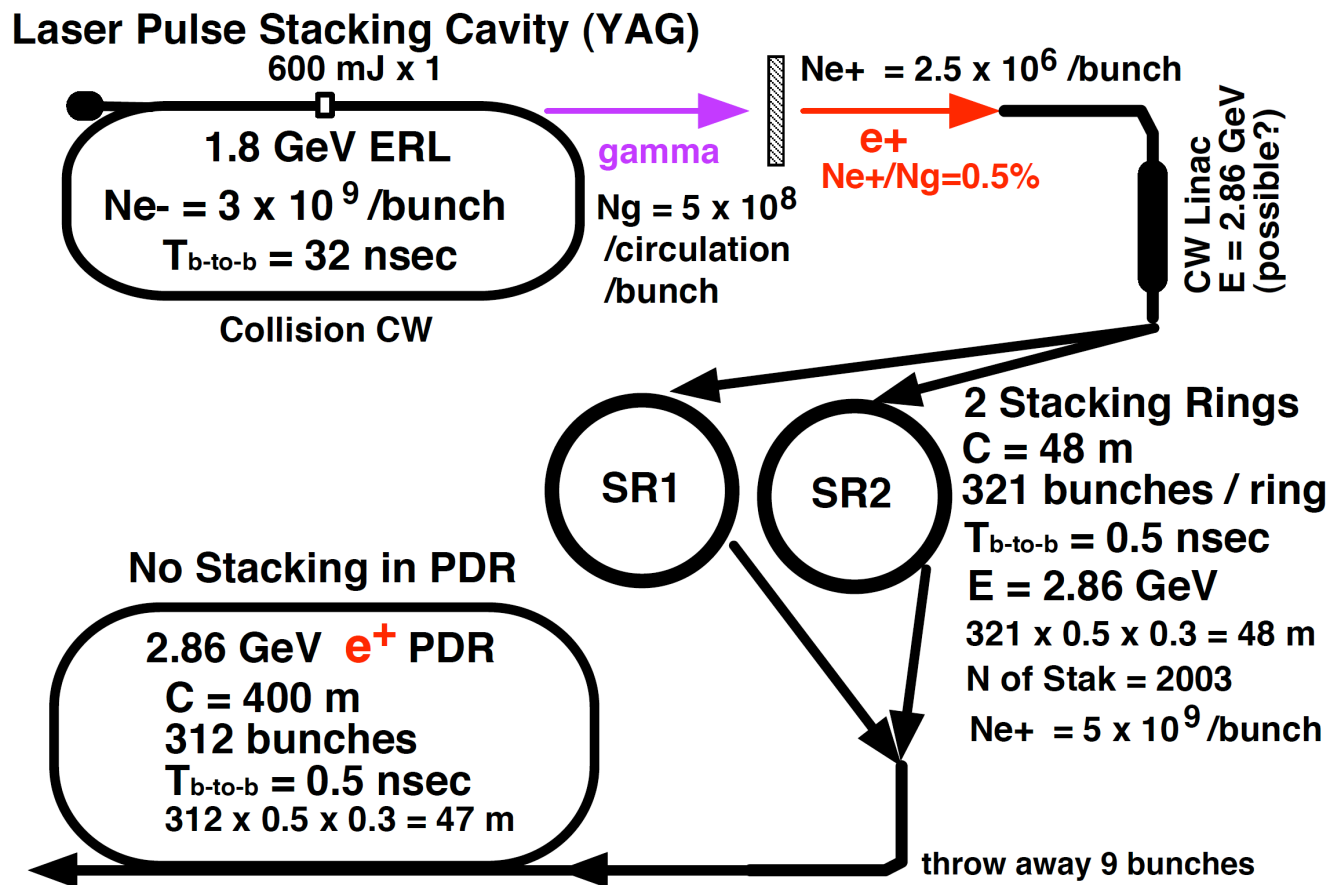 Laser Pulse Stacking Cavity (YAG)
600 mJ x 1
1.8 GeV ERL
Ne- = 3 x 10 9 /bunch
Tb-to-b = 32 nsec
Collision CW
gamma
Ng = 5 x 10 8
/circulation
/bunch
Ne+ = 2.5 x 10 6 /bunch
e+
Ne+/Ng=0.5%
CW Linac
E = 2.86 GeV
(possible?)
SR1
SR2
2 Stacking Rings
C = 48 m
321 bunches / ring
Tb-to-b = 0.5 nsec
E = 2.86 GeV
321 x 0.5 x 0.3 = 48 m
N of Stak = 2003
Ne+ = 5 x 10 9 /bunch
No Stacking in PDR
2.86 GeV e+ PDR
C = 400 m
312 bunches
Tb-to-b = 0.5 nsec
312 x 0.5 x 0.3 = 47 m
throw away 9 bunches